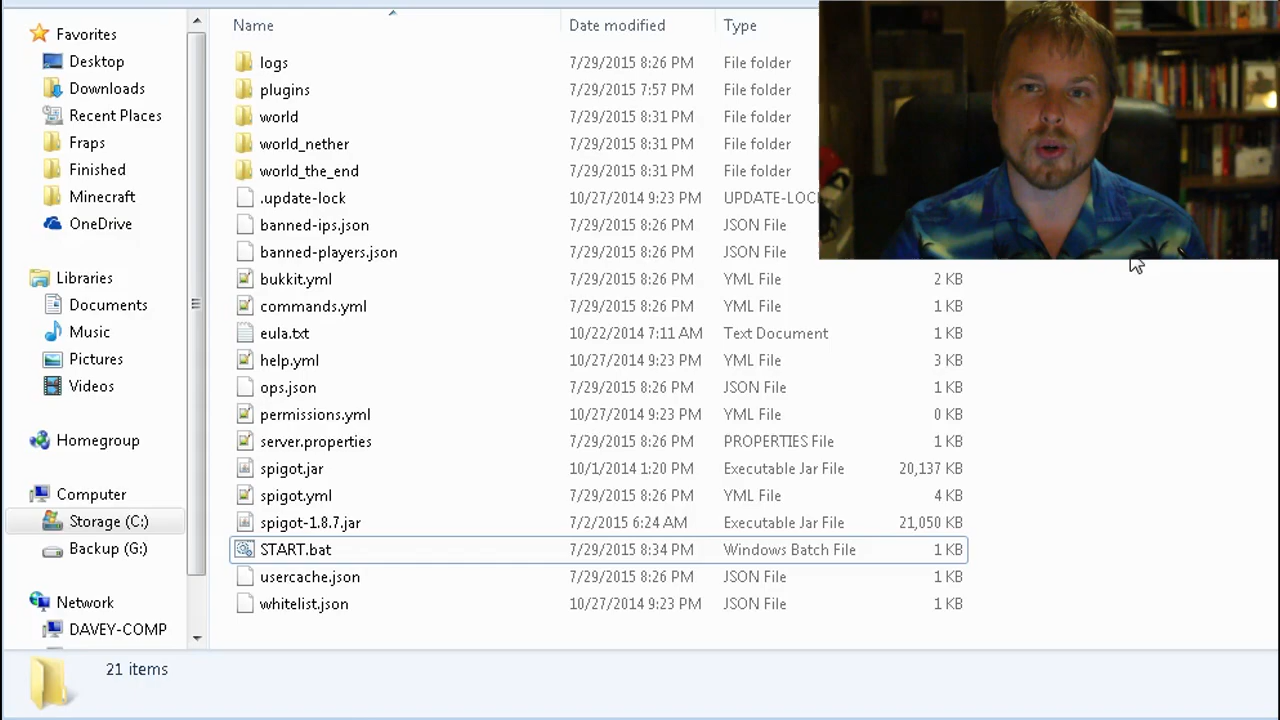 Favorites
Desktop
Downloads
Recent Places
Fraps
Finished
Minecraft
OneDrive
Libraries
Documents
Music
Pictures
Videos
Homegroup
Computer
Storage (C:)
Backup (G:)
Network
DAVEY-COMP
Name Date modified Type
logs 7/29/2015 8:26 PM File folder
plugins 7/29/2015 7:57 PM File folder
world 7/29/2015 8:31 PM File folder
world_nether 7/29/2015 8:31 PM File folder
world_the_end 7/29/2015 8:31 PM File folder
.update-lock 10/27/2014 9:23 PM UPDATE-LOC
banned-ips.json 7/29/2015 8:26 PM JSON File
banned-players.json 7/29/2015 8:26 PM JSON File
bukkit.yml 7/29/2015 8:26 PM YML File 2 KB
commands.yml 7/29/2015 8:26 PM YML File 1 KB
eula.txt 10/22/2014 7:11 AM Text Document 1 KB
help.yml 10/27/2014 9:23 PM YML File 3 KB
ops.json 7/29/2015 8:26 PM JSON File 1 KB
permissions.yml 10/27/2014 9:23 PM YML File 0 KB
server.properties 7/29/2015 8:26 PM PROPERTIES File 1 KB
spigot.jar 10/1/2014 1:20 PM Executable Jar File 20,137 KB
spigot.yml 7/29/2015 8:26 PM YML File 4 KB
spigot-1.8.7.jar 7/2/2015 6:24 AM Executable Jar File 21,050 KB
START.bat 7/29/2015 8:34 PM Windows Batch File 1 KB
usercache.json 7/29/2015 8:26 PM JSON File 1 KB
whitelist.json 10/27/2014 9:23 PM JSON File 1 KB
21 items